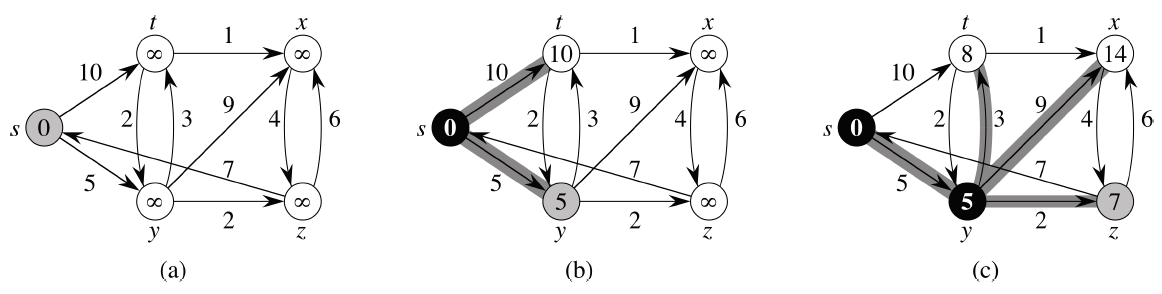 t x t x t x
1 1 1
∞ ∞ 10 ∞ 8 14
10 10 10
9 9 9
s 0 2 3 4 6 s 0 2 3 4 6 s 0 2 3 4 6
7 7 7
5 5 5
∞ ∞ 5 ∞ 5 7
2 2 2
y z y z y z
(a) (b) (c)